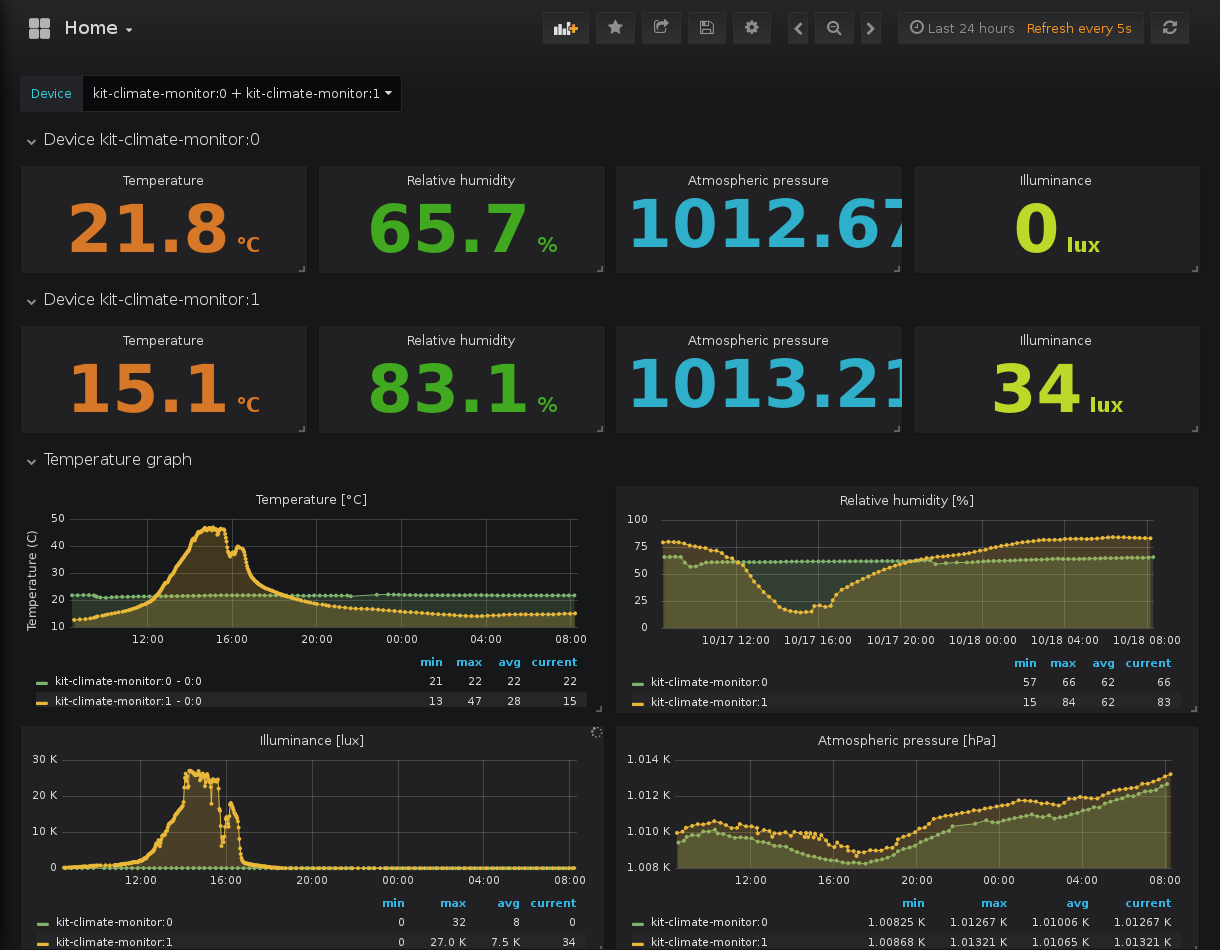 Home
Last 24 hours Refresh every 5s
Device kit-climate-monitor:0 + kit-climate-monitor:1
Device kit-climate-monitor:0
Temperature Relative humidity Atmospheric pressure Illuminance
21.8 °C 65.7 % 1012.67 0 lux
Device kit-climate-monitor:1
Temperature Relative humidity Atmospheric pressure Illuminance
15.1 °C 83.1 % 1013.21 34 lux
Temperature graph
Temperature [°C]
Temperature (C)
50
40
30
20
10
12:00 16:00 20:00 00:00 04:00 08:00
min max avg current
kit-climate-monitor:0 - 0:0 21 22 22 22
kit-climate-monitor:1 - 0:0 13 47 28 15
Relative humidity [%]
100
75
50
25
0
10/17 12:00 10/17 16:00 10/17 20:00 10/18 00:00 10/18 04:00 10/18 08:00
min max avg current
kit-climate-monitor:0 57 66 62 66
kit-climate-monitor:1 15 84 62 83
Illuminance [lux]
30 K
20 K
10 K
0
12:00 16:00 20:00 00:00 04:00 08:00
min max avg current
kit-climate-monitor:0 0 32 8 0
kit-climate-monitor:1 0 27.0 K 7.5 K 34
Atmospheric pressure [hPa]
1.014 K
1.012 K
1.010 K
1.008 K
12:00 16:00 20:00 00:00 04:00 08:00
min max avg current
kit-climate-monitor:0 1.00825 K 1.01267 K 1.01006 K 1.01267 K
kit-climate-monitor:1 1.00868 K 1.01321 K 1.01065 K 1.01321 K